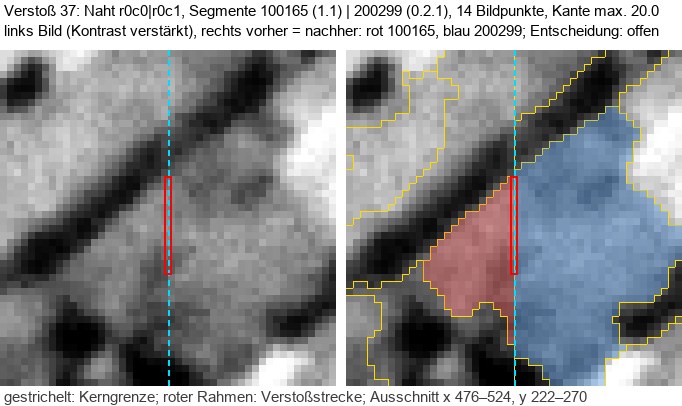 Verstoß 37: Naht r0c0|r0c1, Segmente 100165 (1.1) | 200299 (0.2.1), 14 Bildpunkte, Kante max. 20.0
links Bild (Kontrast verstärkt), rechts vorher = nachher: rot 100165, blau 200299; Entscheidung: offen
gestrichelt: Kerngrenze; roter Rahmen: Verstoßstrecke; Ausschnitt x 476–524, y 222–270